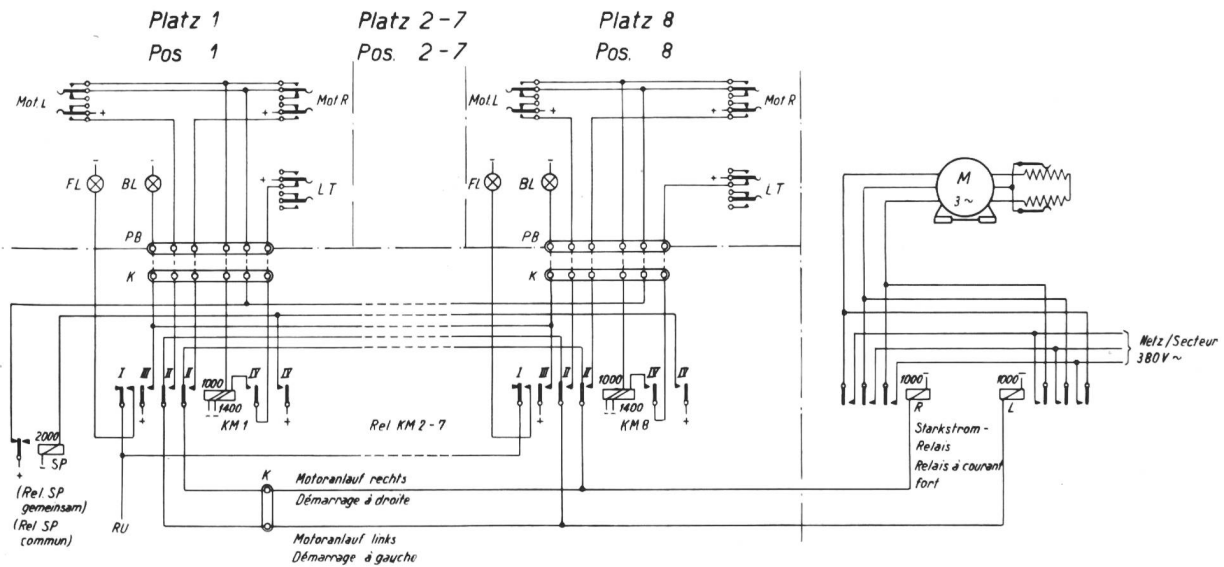 Platz 1
Pos 1
Platz 2-7
Pos. 2-7
Platz 8
Pos. 8
Mot.L
+
+
Mot R
Mot.L
+
+
Mot R
FL
BL
+
LT
FL
BL
+
LT
M
3~
PB
K
PB
K
Netz/Secteur
380V~
I
III
II
II
1000
IV
IV
+
1400
KM 1
+
Rel KM 2-7
I
III
II
II
1000
IV
IV
+
1400
KM 8
+
1000
R
1000
L
Starkstrom-
Relais
Relais à courant
fort
2000
SP
+
(Rel. SP
gemeinsam)
(Rel SP
commun)
RU
K
Motoranlauf rechts
Démarrage à droite
Motoranlauf links
Démarrage à gauche